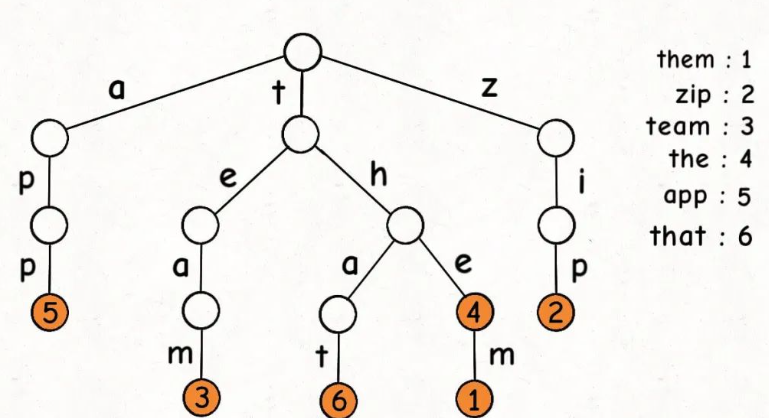 a
t
z
them : 1
zip : 2
team : 3
the : 4
app : 5
that : 6
p
e
h
i
p
a
a
e
p
5
4
2
m
t
m
3
6
1